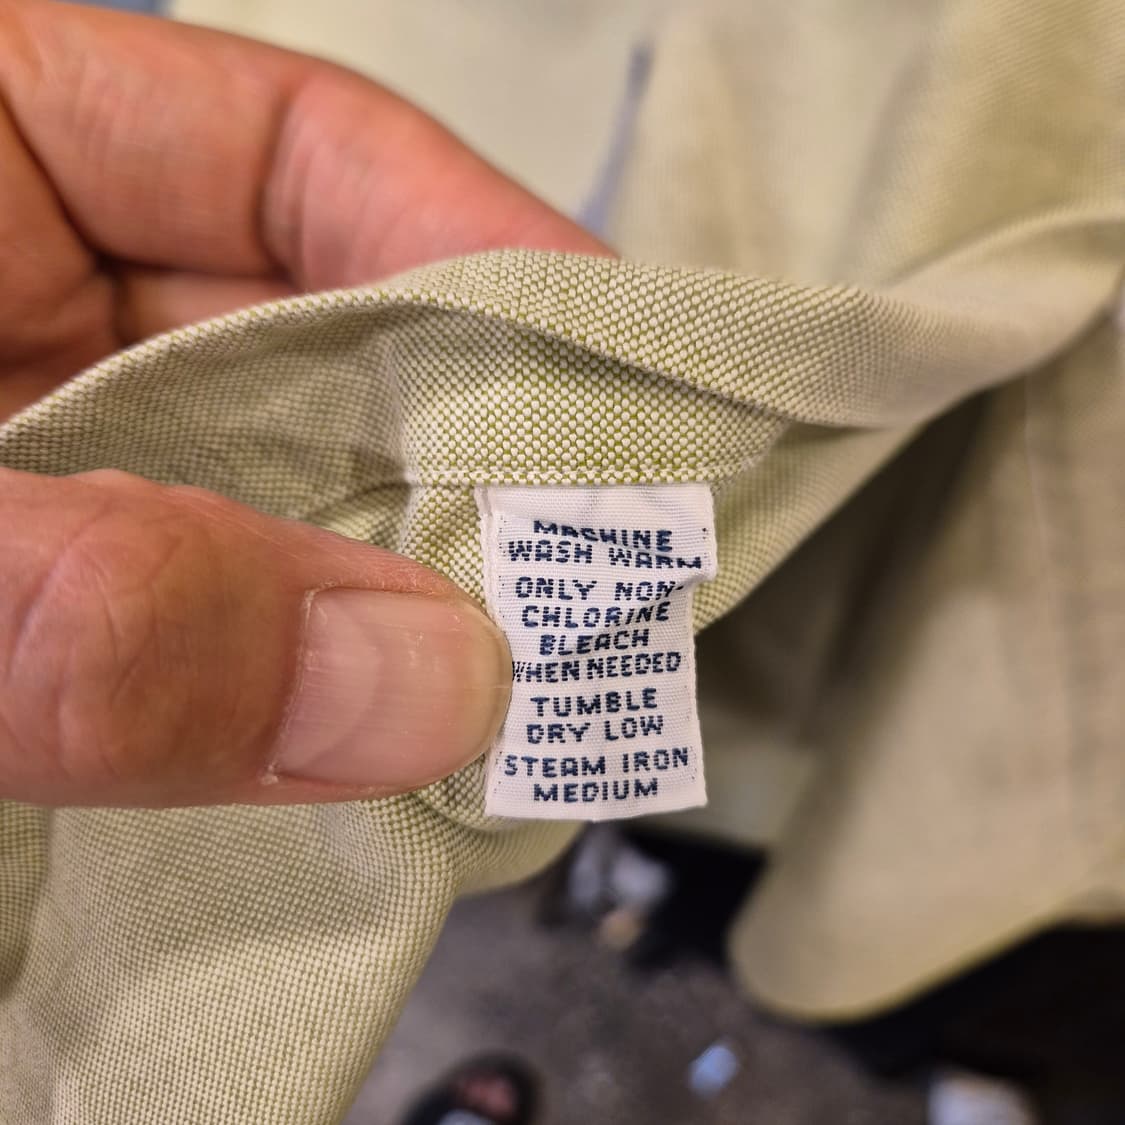 MACHINE
WASH WARM
ONLY NON-
CHLORINE
BLEACH
WHEN NEEDED
TUMBLE
DRY LOW
STEAM IRON
MEDIUM